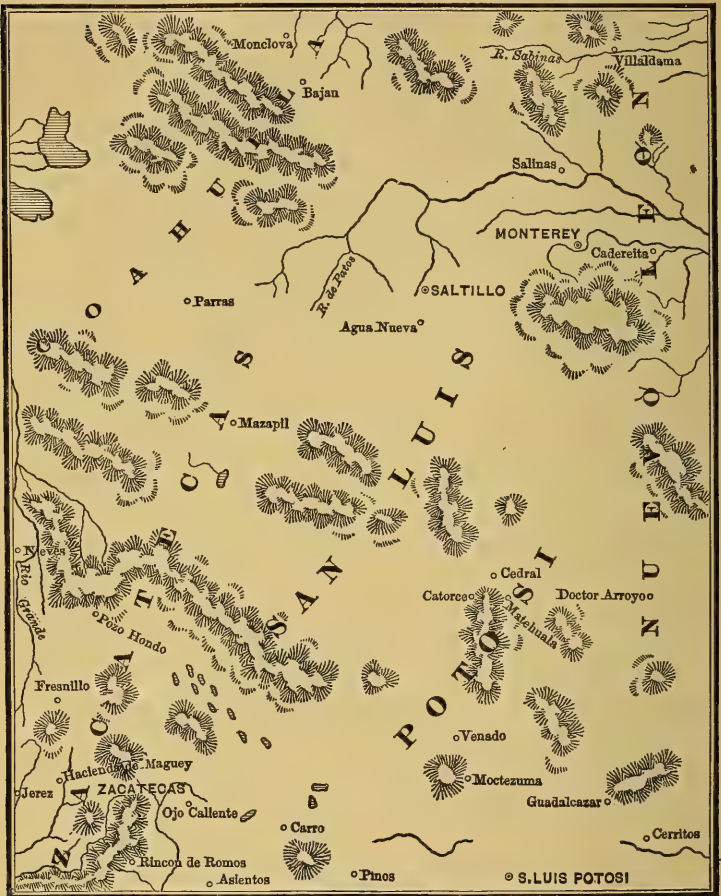 Monclova
Bajan
R. Sabinas
Villaldama
Salinas
MONTEREY
Cadereita
COAHUILA
NUEVO LEON
R. de Patos
SALTILLO
Parras
Agua Nueva
Mazapil
ZACATECAS
SAN LUIS POTOSI
Nieves
Rio Grande
Cedral
Catorce
Matehuala
Doctor Arroyo
Pozo Hondo
Fresnillo
Venado
Hacienda de Maguey
Moctezuma
Jerez
ZACATECAS
Ojo Caliente
Guadalcazar
Carro
Cerritos
Rincon de Romos
Asientos
Pinos
S. LUIS POTOSI